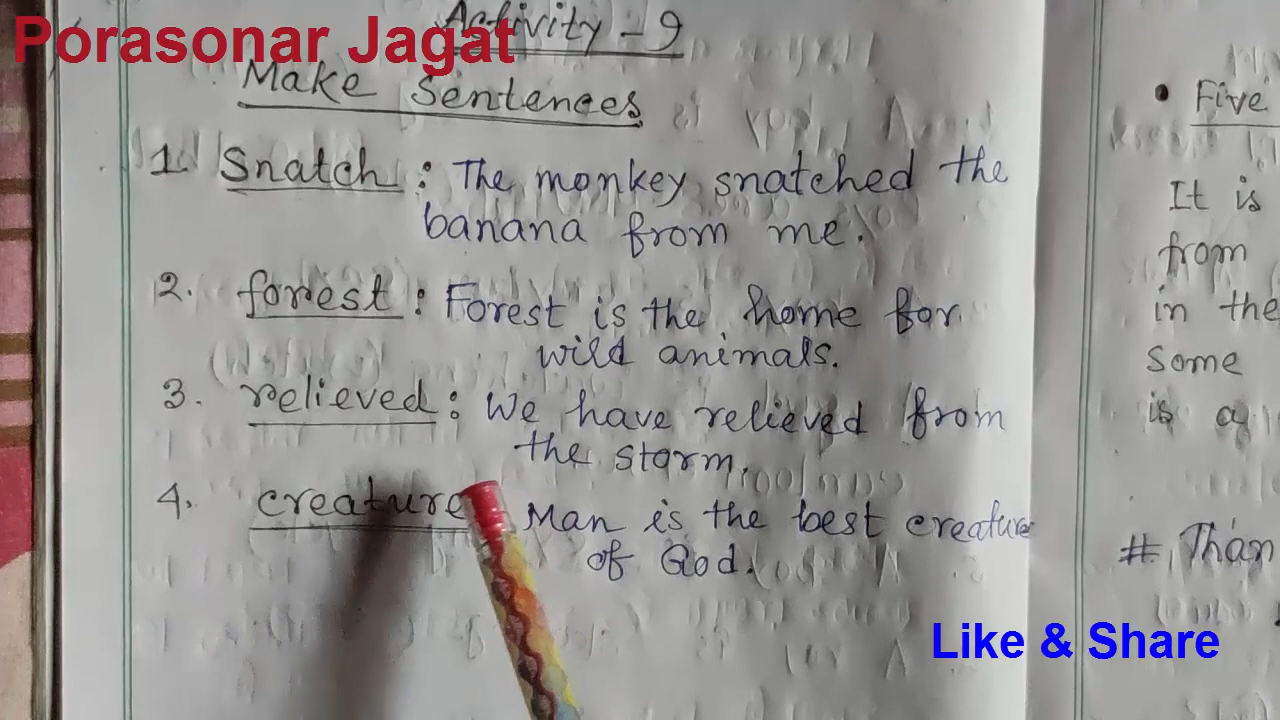 Porasonar Jagat
Activity - 9
Make Sentences
1 Snatch : The monkey snatched the
banana from me.
2. forest : Forest is the home for
wild animals.
3. relieved : We have relieved from
the storm.
4. creature Man is the best creature
of God.
• Five
It is
from
in the
Some
is a
# Than
Like & Share